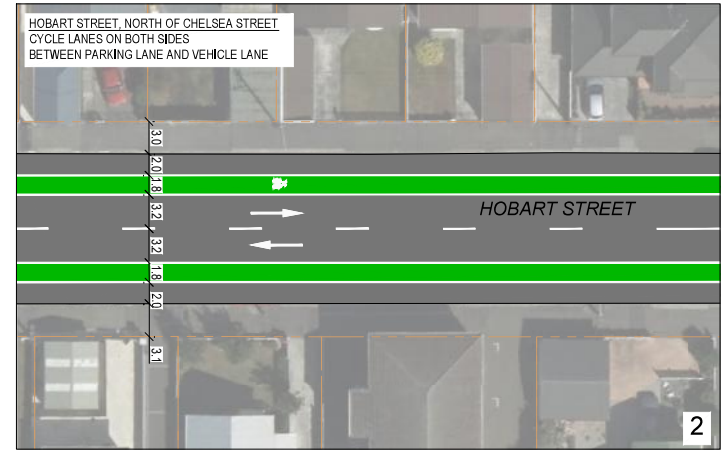 HOBART STREET, NORTH OF CHELSEA STREET
CYCLE LANES ON BOTH SIDES
BETWEEN PARKING LANE AND VEHICLE LANE
3.0
2.0
1.8
3.2
HOBART STREET
3.2
1.8
2.0
3.1
2